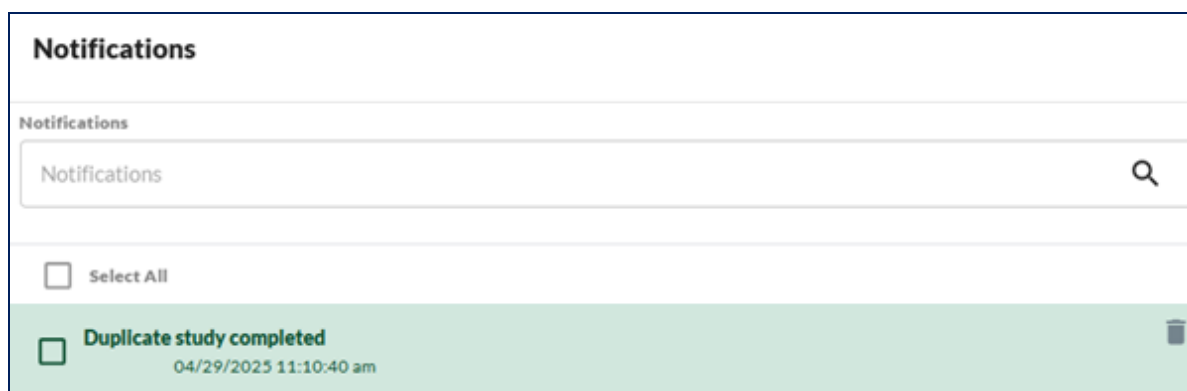 Notifications
Notifications
Notifications
Select All
Duplicate study completed
04/29/2025 11:10:40 am